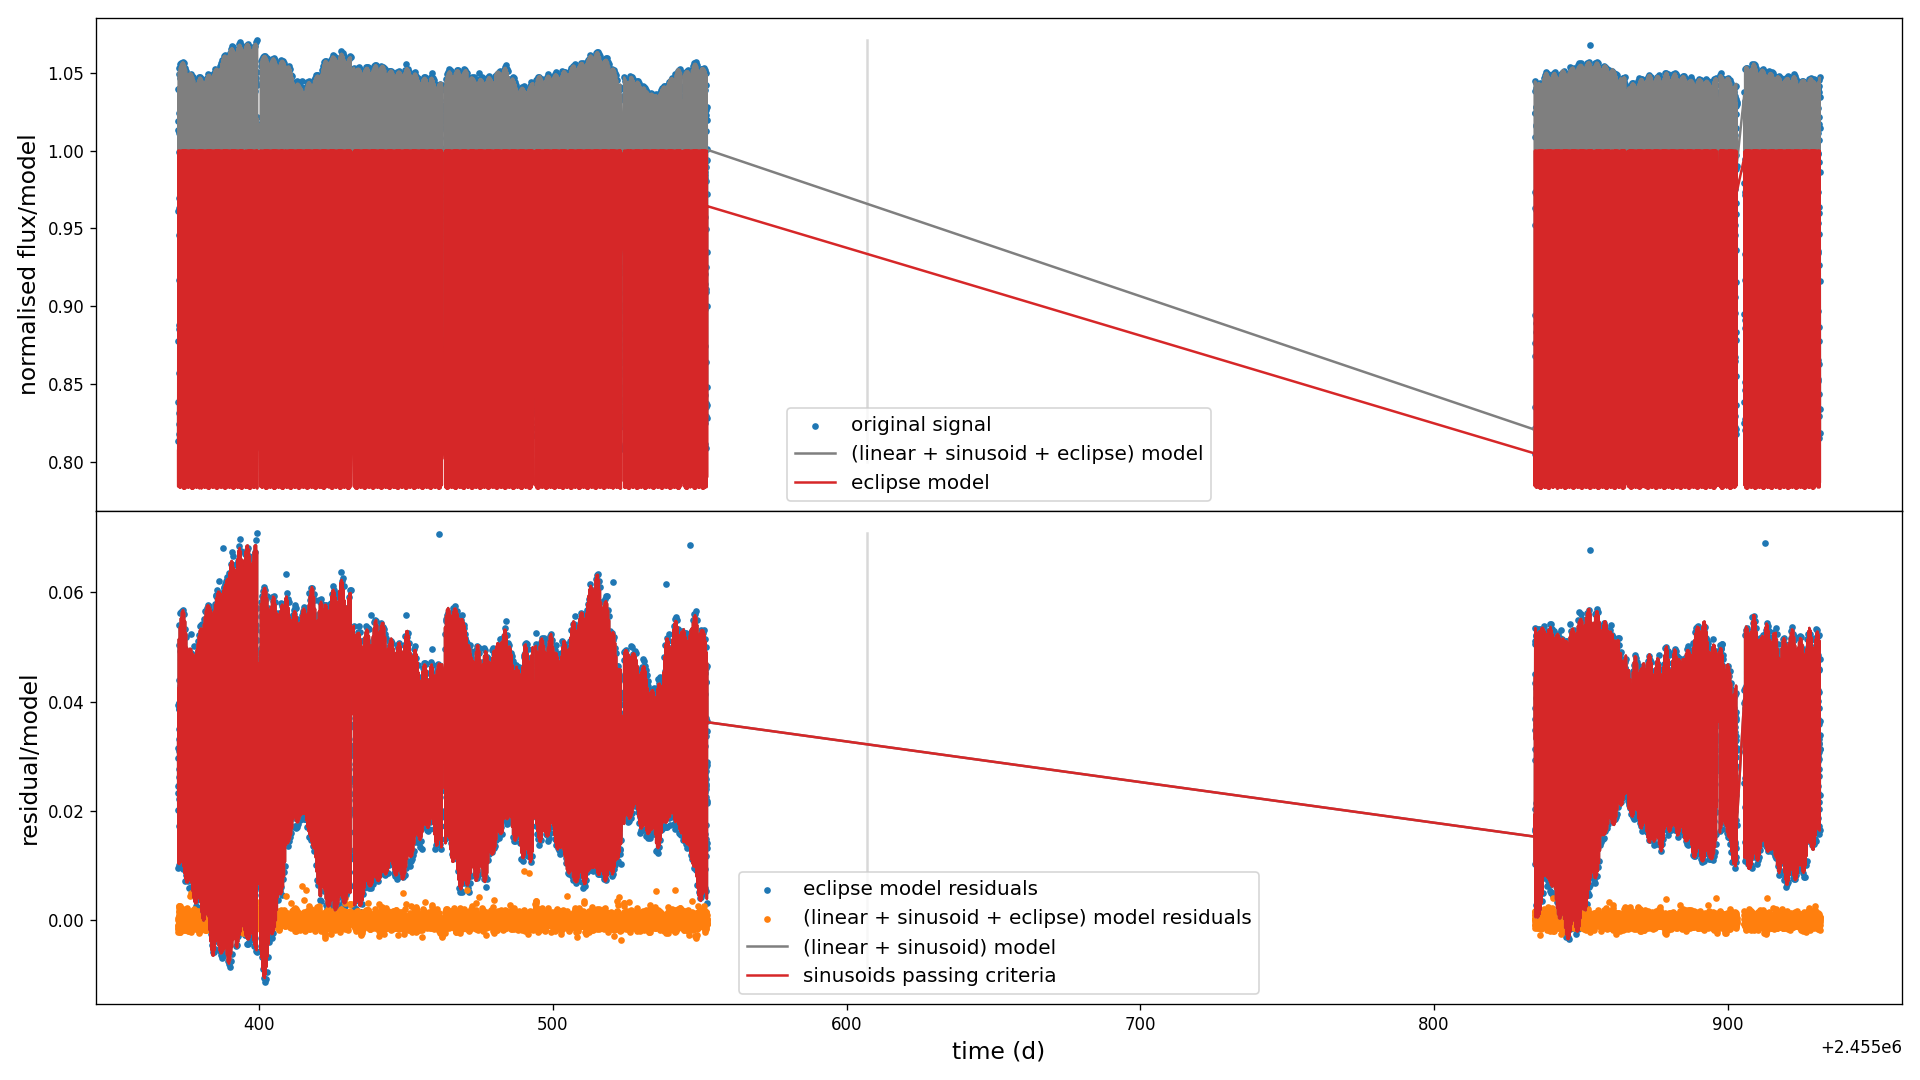 normalised flux/model
1.05
1.00
0.95
0.90
0.85
0.80
original signal
(linear + sinusoid + eclipse) model
eclipse model
residual/model
0.06
0.04
0.02
0.00
eclipse model residuals
(linear + sinusoid + eclipse) model residuals
(linear + sinusoid) model
sinusoids passing criteria
400 500 600 700 800 900
time (d)
+2.455e6